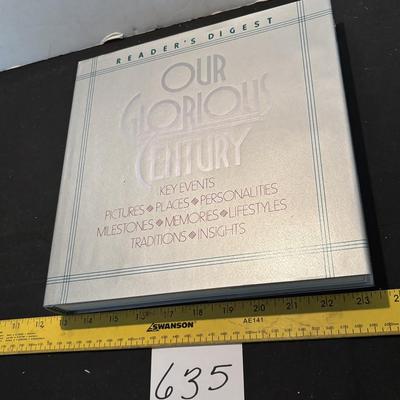 READER'S DIGEST
OUR
GLORIOUS
CENTURY
KEY EVENTS
PICTURES◆PLACES◆PERSONALITIES
MILESTONES◆MEMORIES◆LIFESTYLES
TRADITIONS◆INSIGHTS
SWANSON
AE141
635